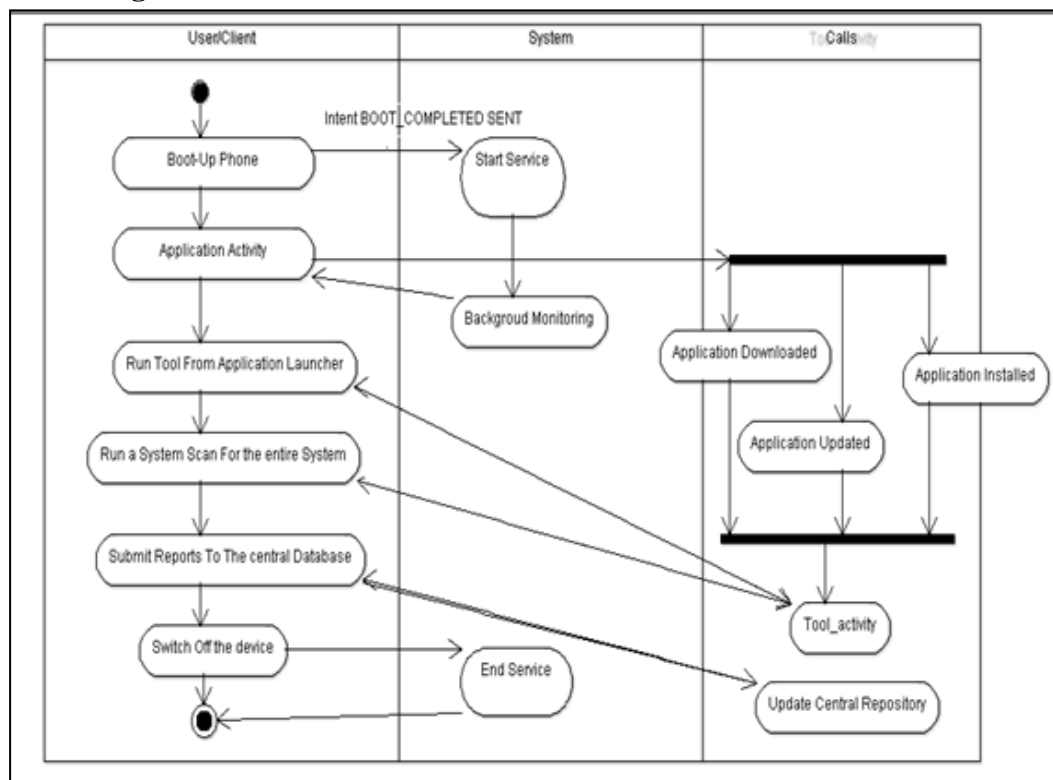 User/Client
System
Calls
Intent BOOT_COMPLETED SENT
Boot-Up Phone
Start Service
Application Activity
Backgroud Monitoring
Application Downloaded
Run Tool From Application Launcher
Application Installed
Application Updated
Run a System Scan For the entire System
Submit Reports To The central Database
Tool_activity
Switch Off the device
End Service
Update Central Repository